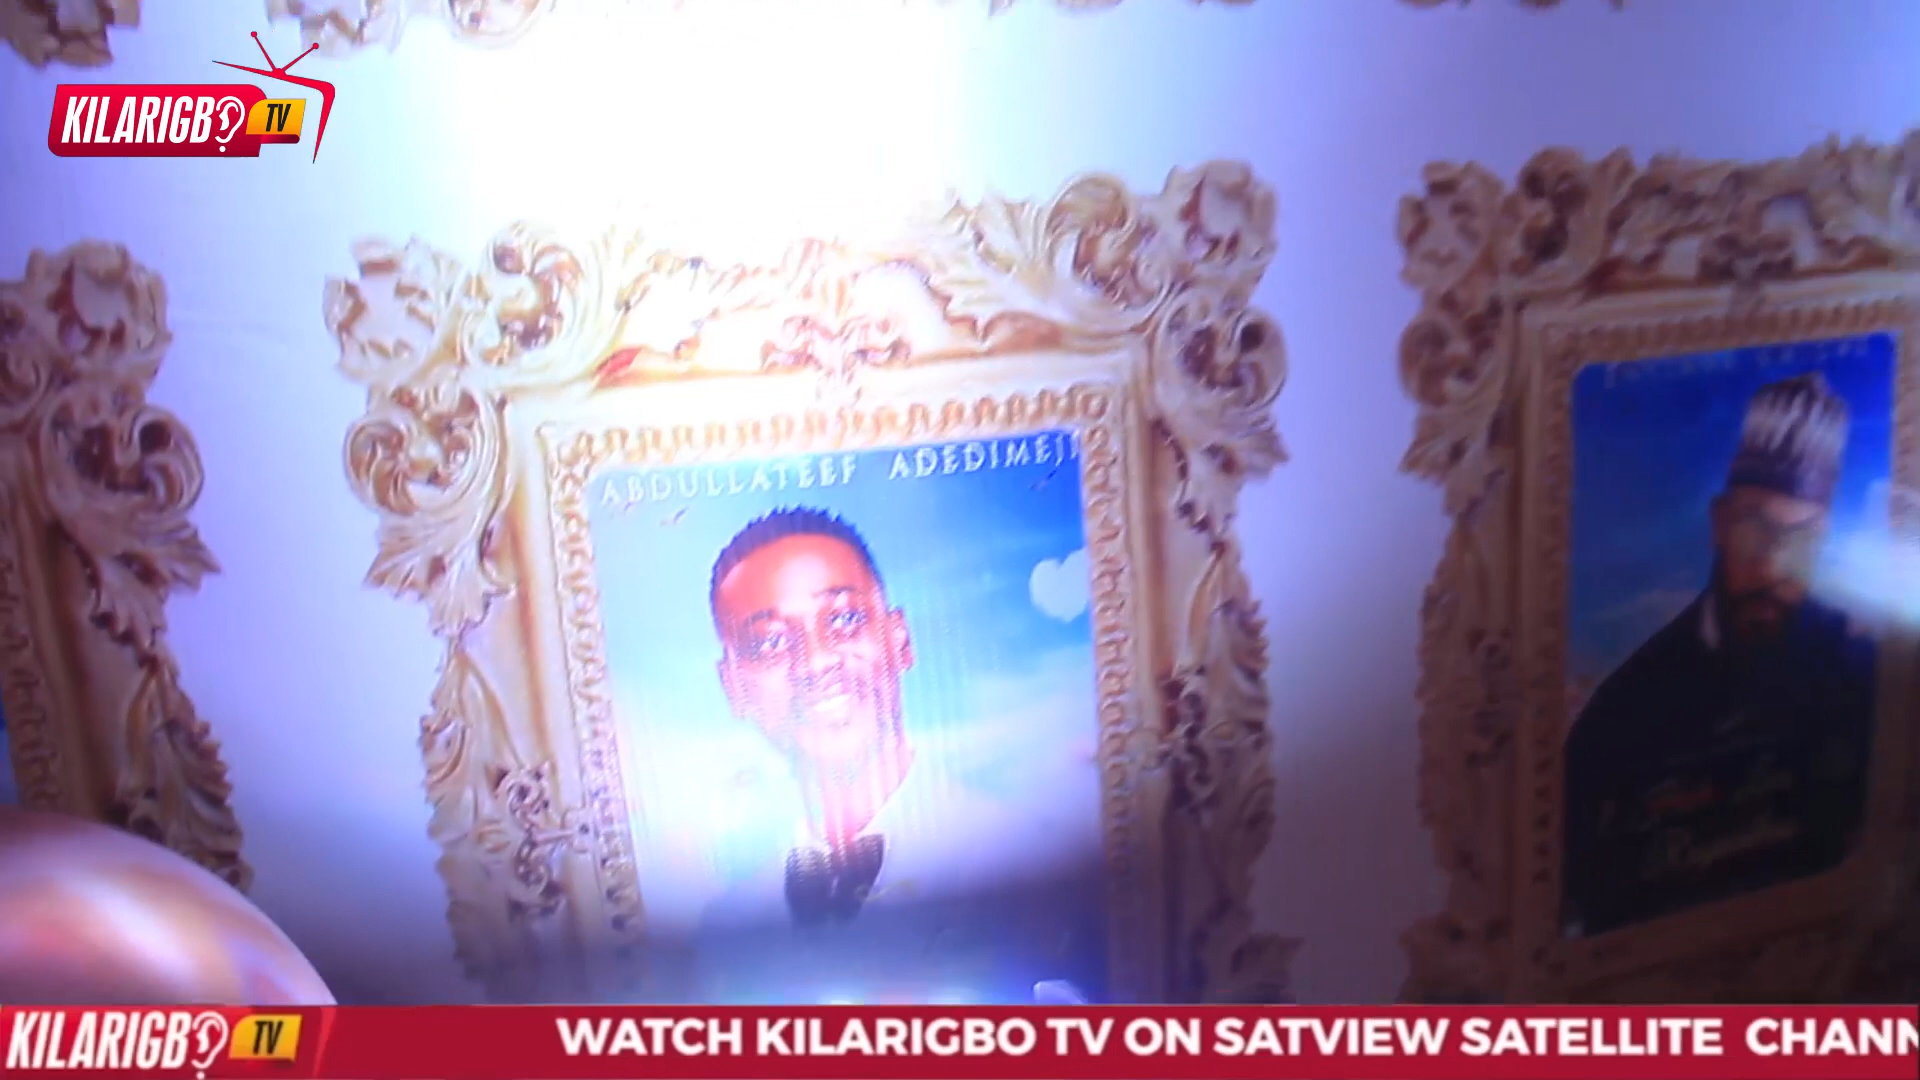 KILARIGBO TV
ABDULLATEEF ADEDIMEJI
KILARIGBO TV
WATCH KILARIGBO TV ON SATVIEW SATELLITE CHANN